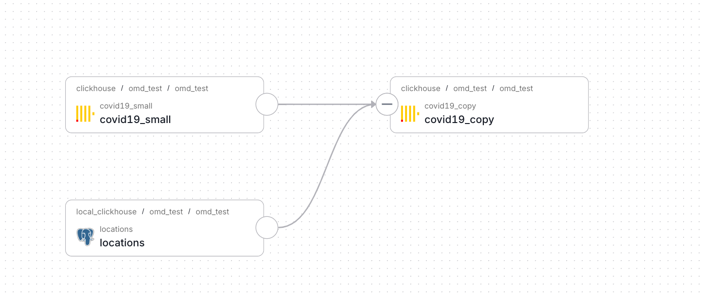 clickhouse / omd_test / omd_test
covid19_small
covid19_small
clickhouse / omd_test / omd_test
covid19_copy
covid19_copy
local_clickhouse / omd_test / omd_test
locations
locations